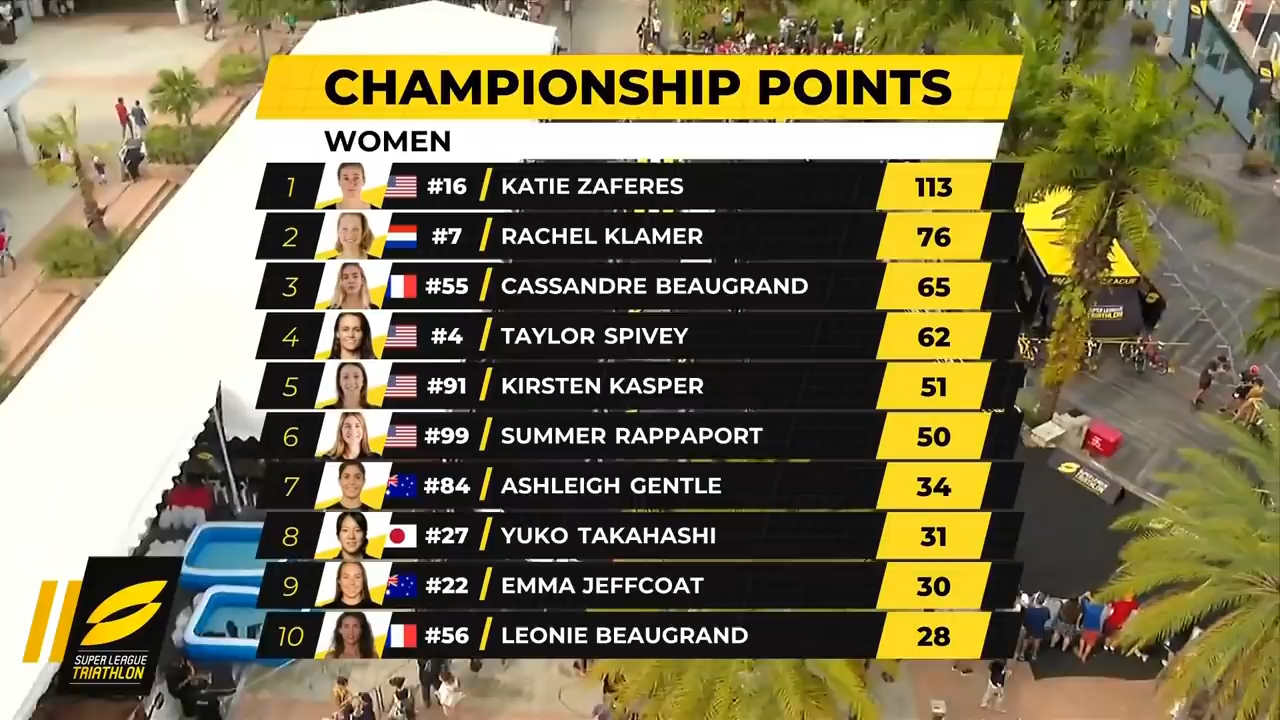 CHAMPIONSHIP POINTS
WOMEN
1 #16 / KATIE ZAFERES 113
2 #7 / RACHEL KLAMER 76
3 #55 / CASSANDRE BEAUGRAND 65
4 #4 / TAYLOR SPIVEY 62
5 #91 / KIRSTEN KASPER 51
6 #99 / SUMMER RAPPAPORT 50
7 #84 / ASHLEIGH GENTLE 34
8 #27 / YUKO TAKAHASHI 31
9 #22 / EMMA JEFFCOAT 30
10 #56 / LEONIE BEAUGRAND 28
SUPER LEAGUE
TRIATHLON